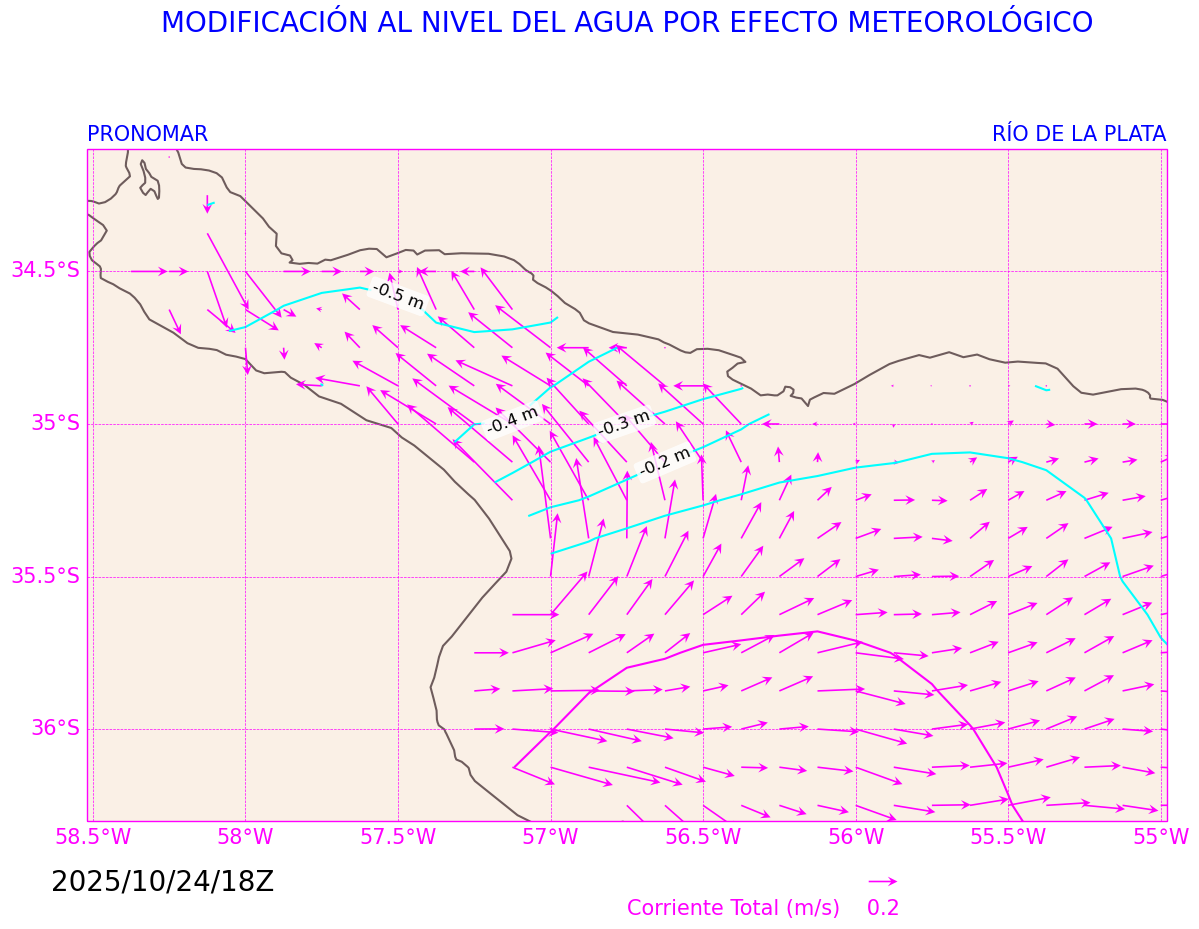 MODIFICACIÓN AL NIVEL DEL AGUA POR EFECTO METEOROLÓGICO
PRONOMAR
RÍO DE LA PLATA
34.5°S
-0.5 m
35°S
-0.4 m
-0.3 m
-0.2 m
35.5°S
36°S
58.5°W 58°W 57.5°W 57°W 56.5°W 56°W 55.5°W 55°W
2025/10/24/18Z
Corriente Total (m/s) 0.2